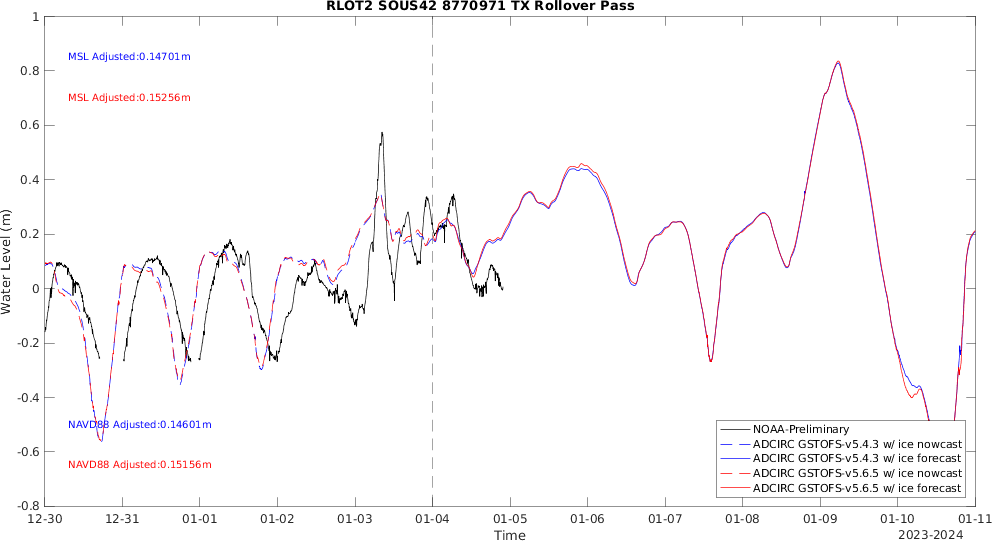 RLOT2 SOUS42 8770971 TX Rollover Pass
1
0.8
0.6
0.4
0.2
0
-0.2
-0.4
-0.6
-0.8
Water Level (m)
MSL Adjusted:0.14701m
MSL Adjusted:0.15256m
NAVD88 Adjusted:0.14601m
NAVD88 Adjusted:0.15156m
NOAA-Preliminary
ADCIRC GSTOFS-v5.4.3 w/ ice nowcast
ADCIRC GSTOFS-v5.4.3 w/ ice forecast
ADCIRC GSTOFS-v5.6.5 w/ ice nowcast
ADCIRC GSTOFS-v5.6.5 w/ ice forecast
12-30 12-31 01-01 01-02 01-03 01-04 01-05 01-06 01-07 01-08 01-09 01-10 01-11
Time
2023-2024